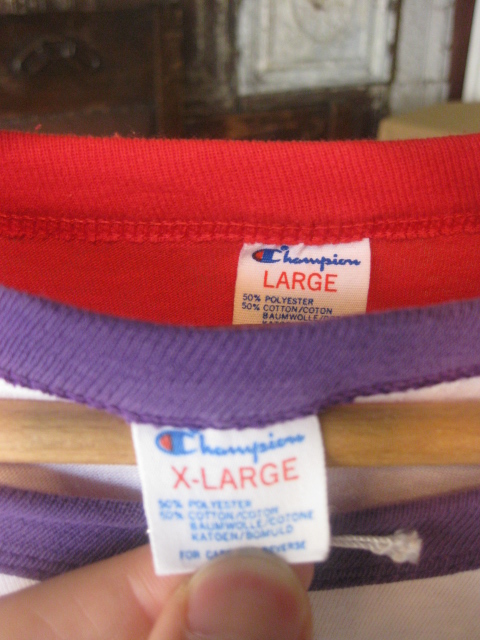 Champion
LARGE
50% POLYESTER
50% COTTON/COTON
BAUMWOLLE/
Champion
X-LARGE
50% POLYESTER
50% COTTON/COTON
BAUMWOLLE/COTONE
KATOEN/BOMULD
FOR CARE REVERSE